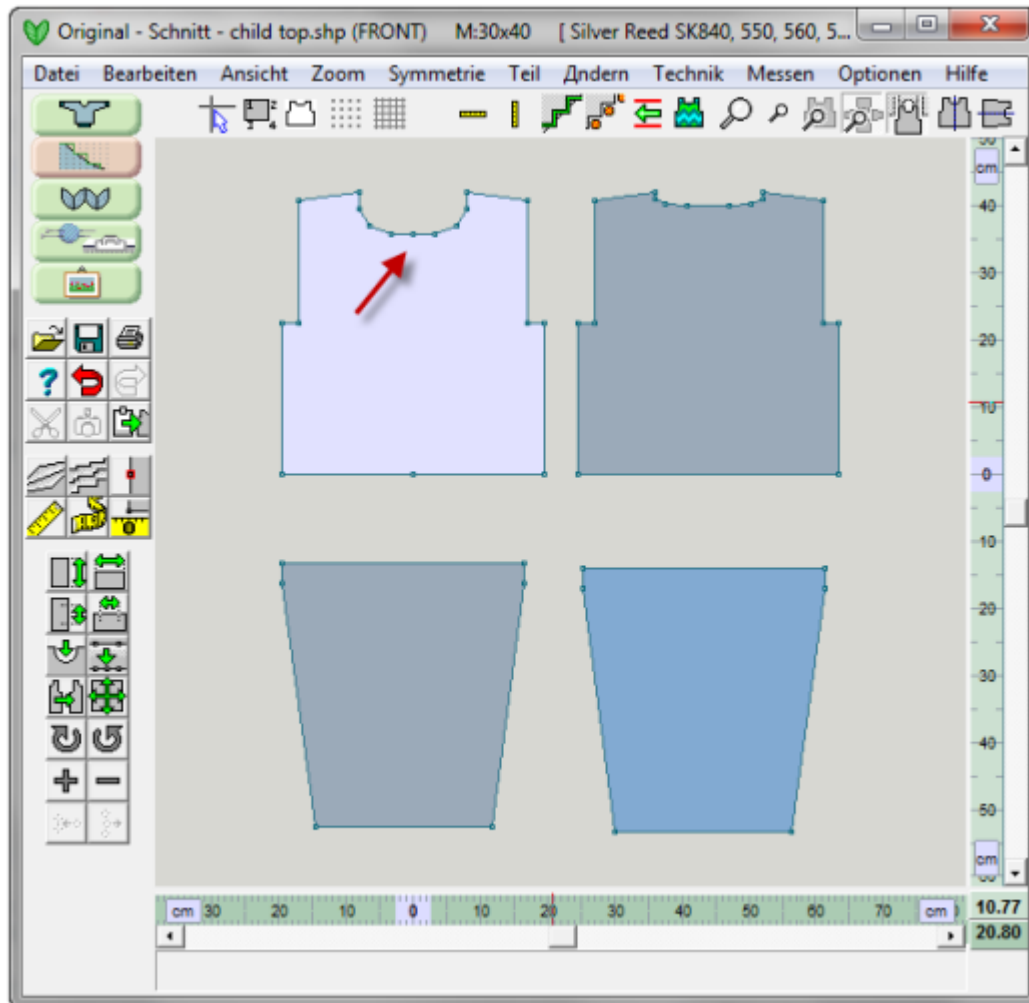 Original - Schnitt - child top.shp (FRONT) M:30x40 [ Silver Reed SK840, 550, 560, 5...
Datei Bearbeiten Ansicht Zoom Symmetrie Teil Дndern Technik Messen Optionen Hilfe
cm
40
30
20
10
0
10
20
30
40
50
cm
cm 30 20 10 0 10 20 30 40 50 60 70 cm
10.77
20.80